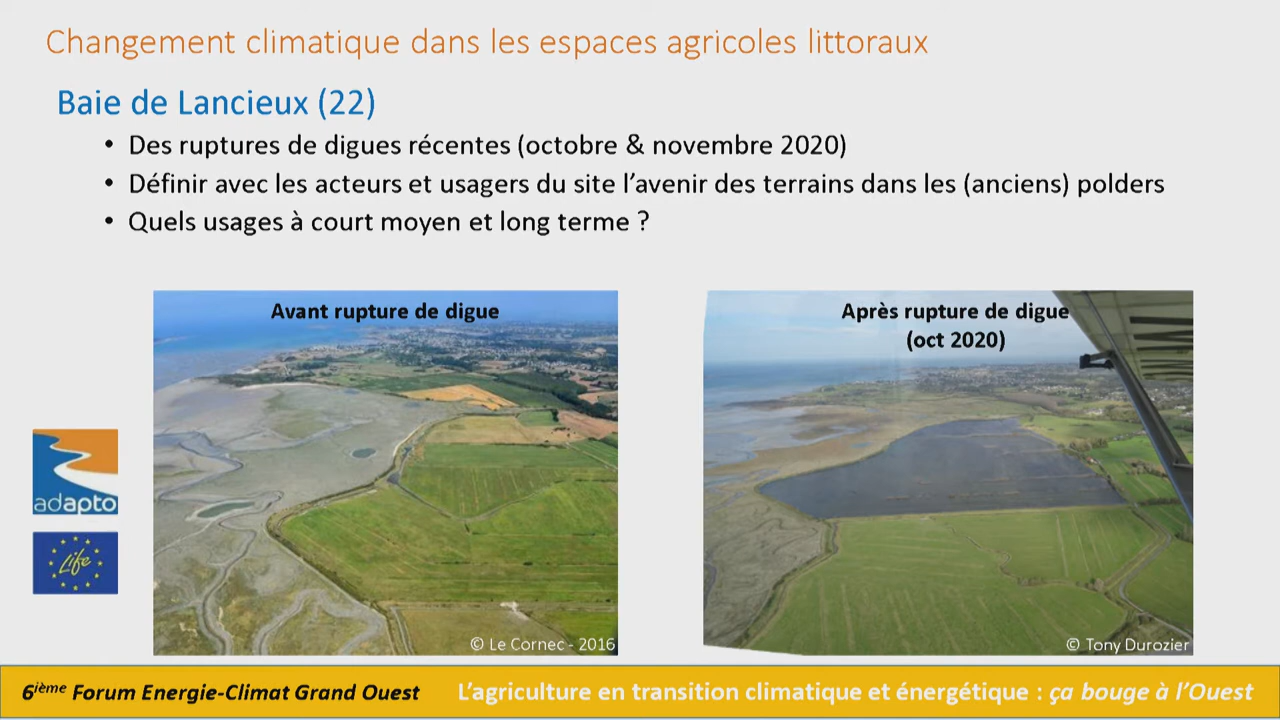 Changement climatique dans les espaces agricoles littoraux
Baie de Lancieux (22)
• Des ruptures de digues récentes (octobre & novembre 2020)
• Définir avec les acteurs et usagers du site l’avenir des terrains dans les (anciens) polders
• Quels usages à court moyen et long terme ?
Avant rupture de digue
© Le Cornec - 2016
Après rupture de digue
(oct 2020)
© Tony Durozier
adapto
Life
6ième Forum Energie-Climat Grand Ouest
L’agriculture en transition climatique et énergétique : ça bouge à l’Ouest